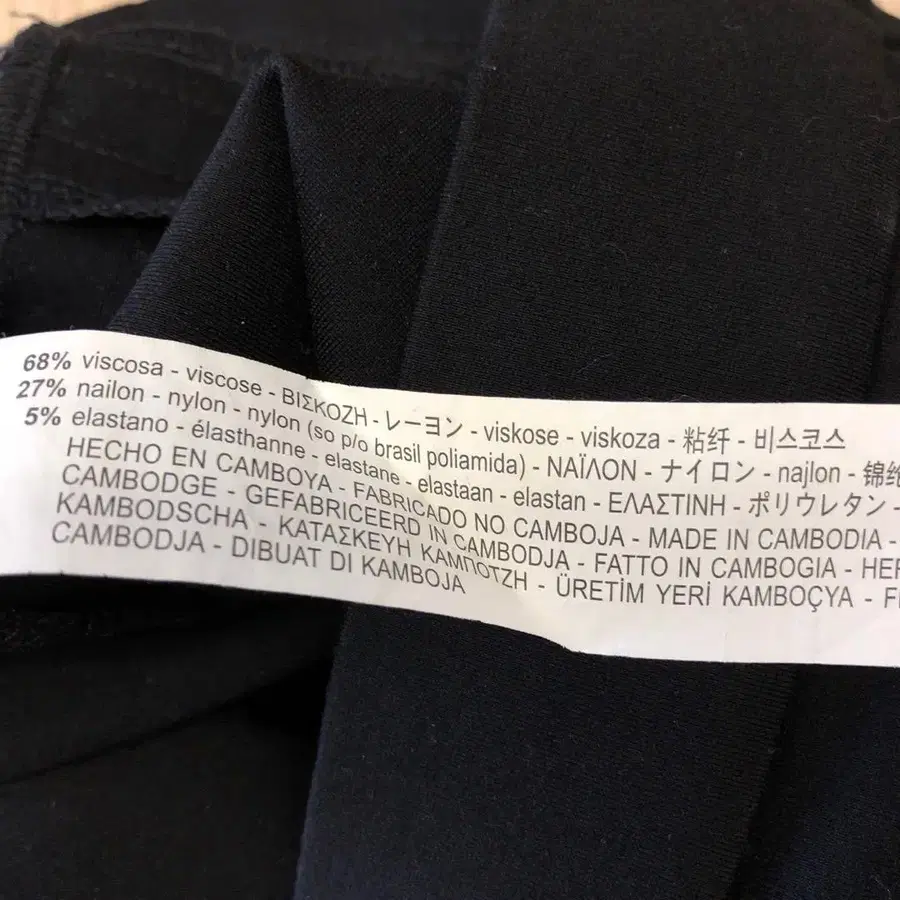 68% viscosa - viscose - ΒΙΣΚΟΖΗ - レーヨン - viskose - viskoza - 粘纤 - 비스코스
27% nailon - nylon - nylon (so p/o brasil poliamida) - ΝΑΪΛΟΝ - ナイロン - najlon - 锦纶
5% elastano - élasthanne - elastane - elastaan - elastan - ΕΛΑΣΤΙΝΗ - ポリウレタン -
HECHO EN CAMBOYA - FABRICADO NO CAMBOJA - MADE IN CAMBODIA -
CAMBODGE - GEFABRICEERD IN CAMBODJA - FATTO IN CAMBOGIA - HER
KAMBODSCHA - ΚΑΤΑΣΚΕΥΗ ΚΑΜΠΟΤΖΗ - ÜRETİM YERİ KAMBOÇYA - F
CAMBODJA - DIBUAT DI KAMBOJA